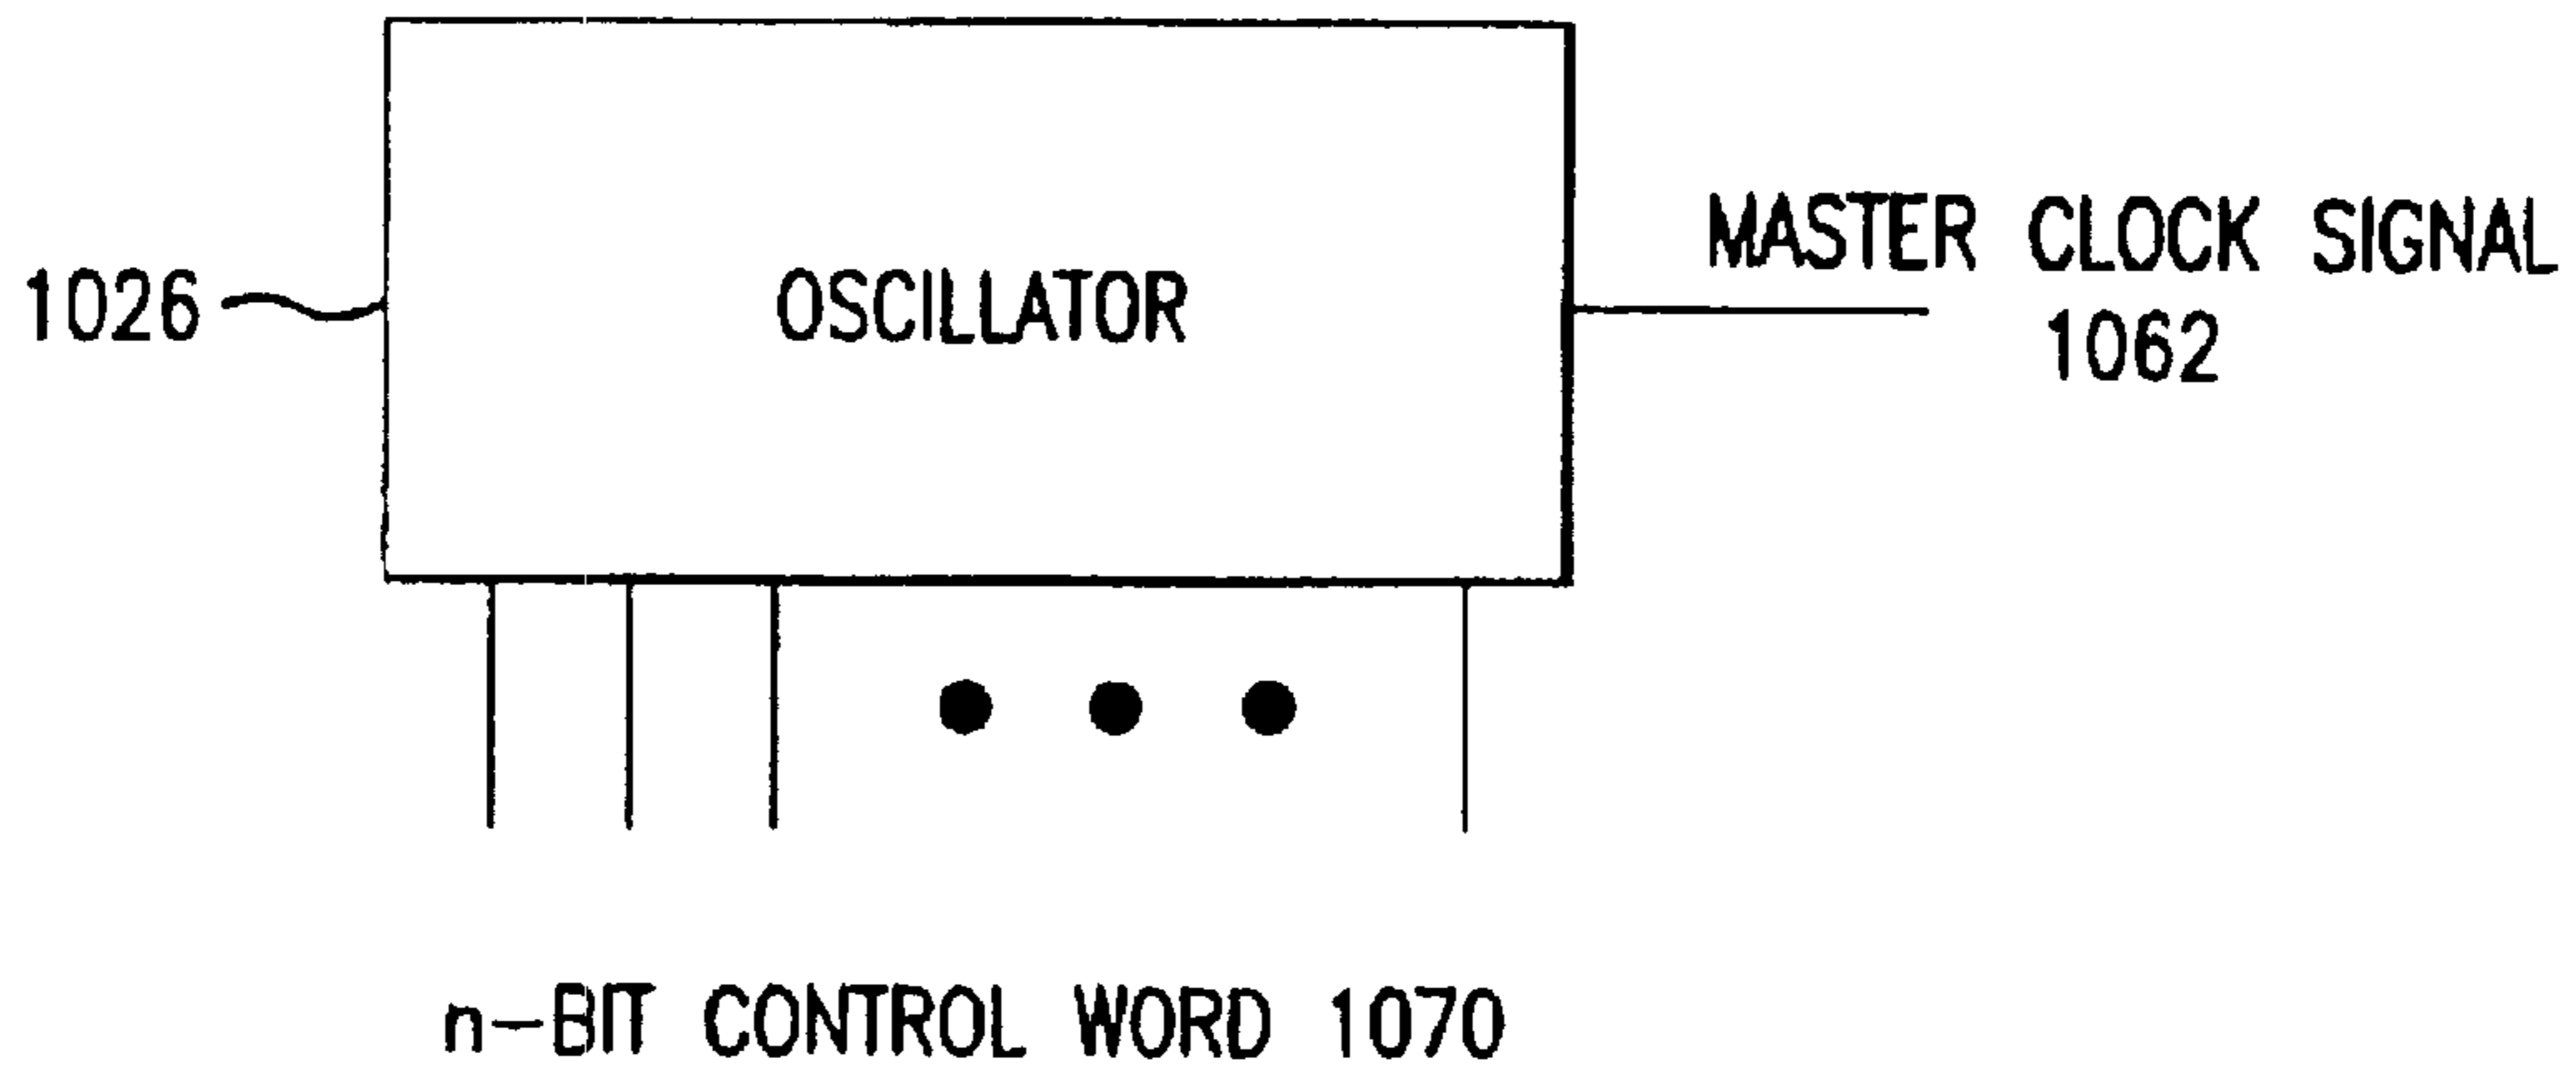 MASTER CLOCK SIGNAL
1026
OSCILLATOR
1062
n-BIT CONTROL WORD 1070